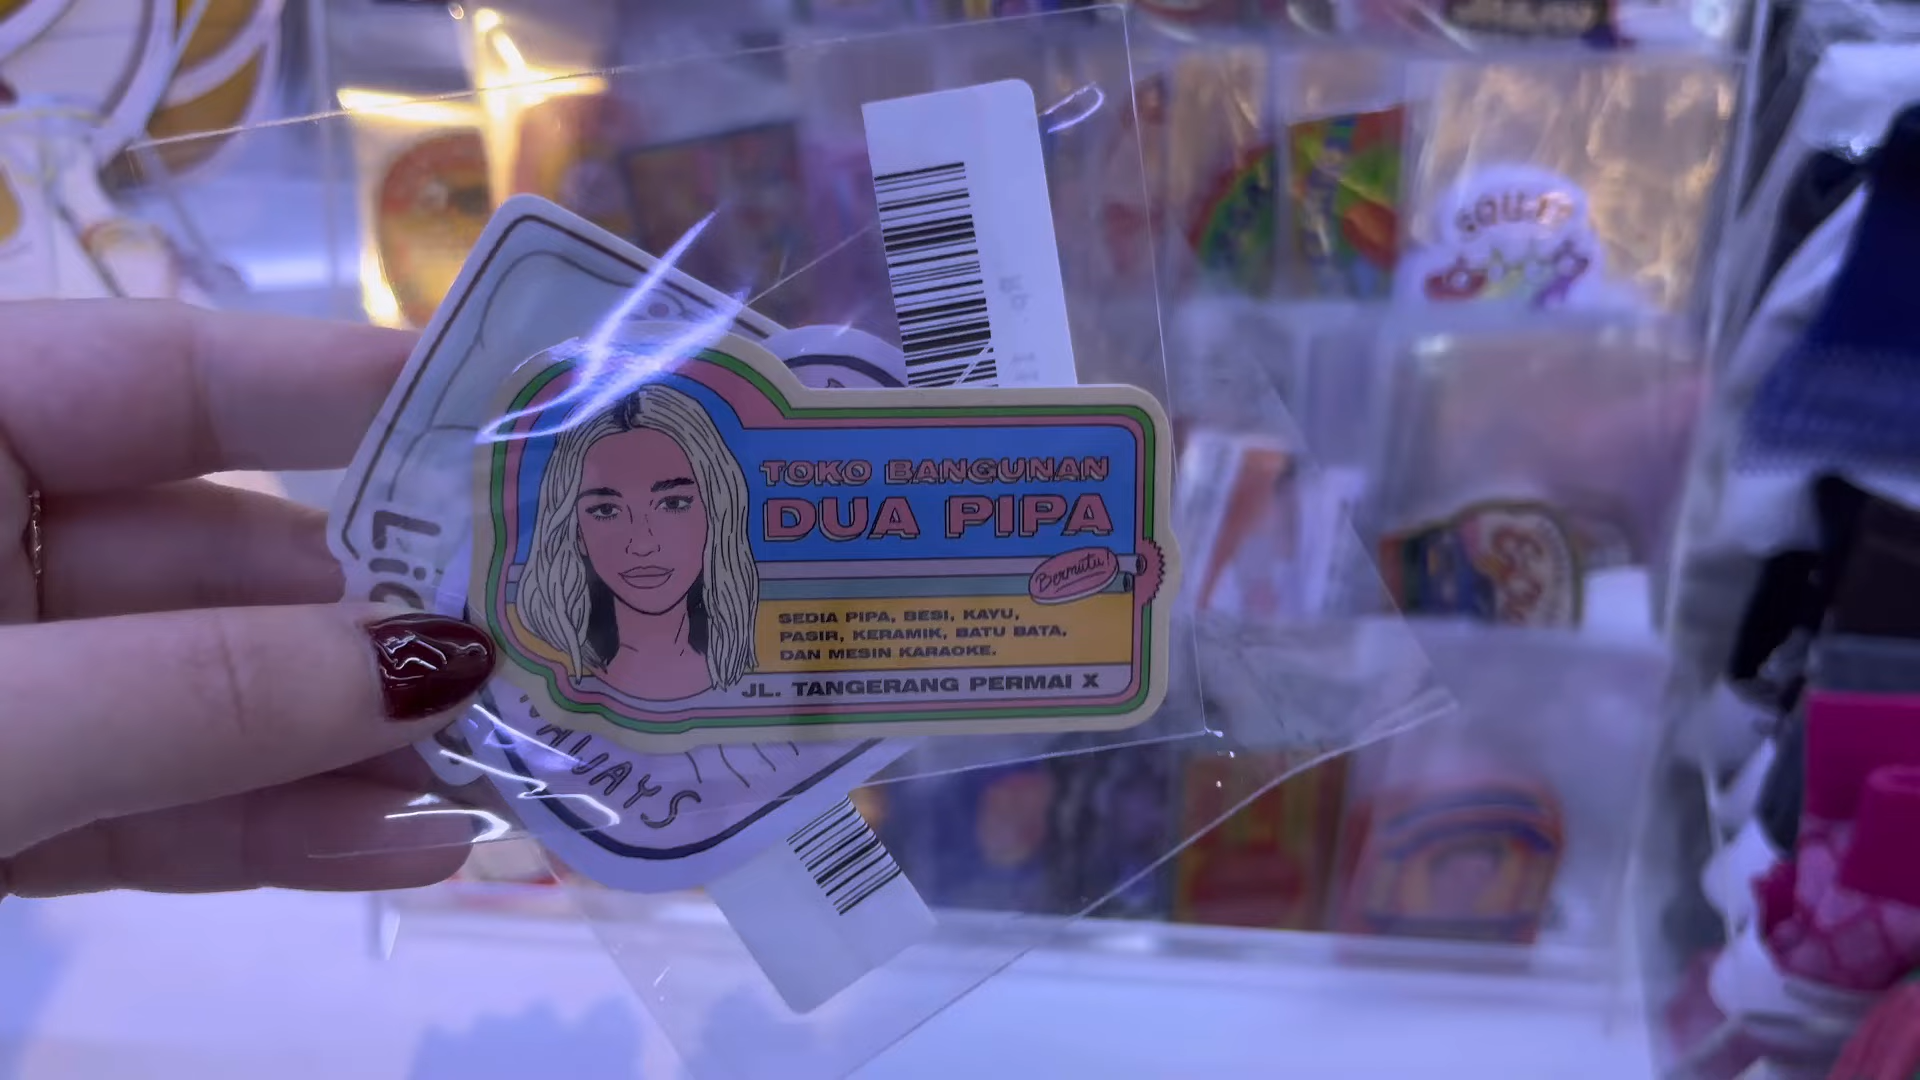 TOKO BANGUNAN
DUA PIPA
Bermutu!
SEDIA PIPA, BESI, KAYU,
PASIR, KERAMIK, BATU BATA,
DAN MESIN KARAOKE.
JL. TANGERANG PERMAI X